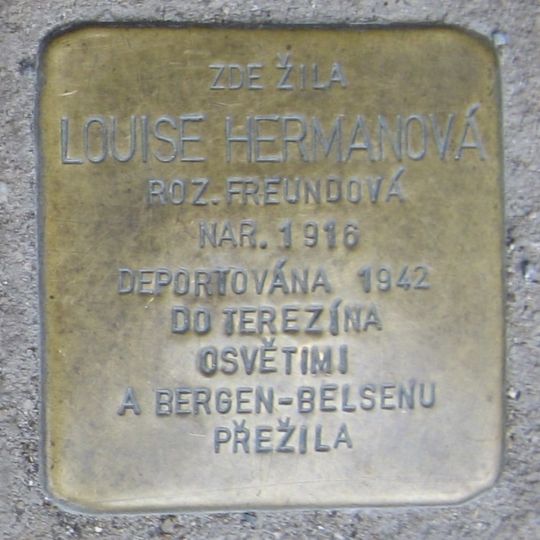 ZDE ŽILA
LOUISE HERMANOVÁ
ROZ. FREUNDOVÁ
NAR. 1916
DEPORTOVÁNA 1942
DO TEREZÍNA
OSVĚTIMI
A BERGEN-BELSENU
PŘEŽILA